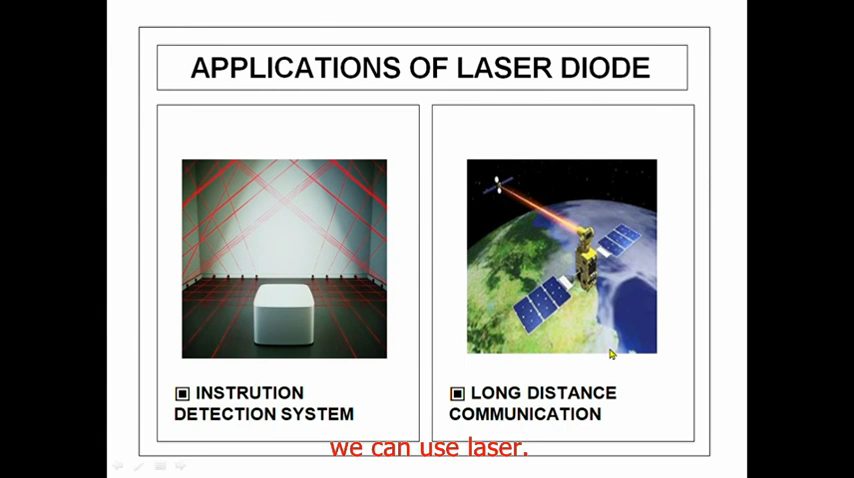 APPLICATIONS OF LASER DIODE
INSTRUTION
DETECTION SYSTEM
LONG DISTANCE
COMMUNICATION
we can use laser.